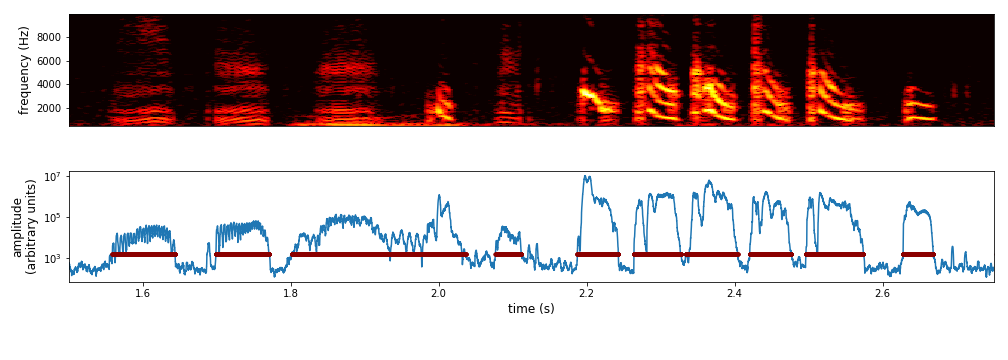 frequency (Hz)
8000
6000
4000
2000
amplitude
(arbitrary units)
10⁷
10⁵
10³
1.6 1.8 2.0 2.2 2.4 2.6
time (s)